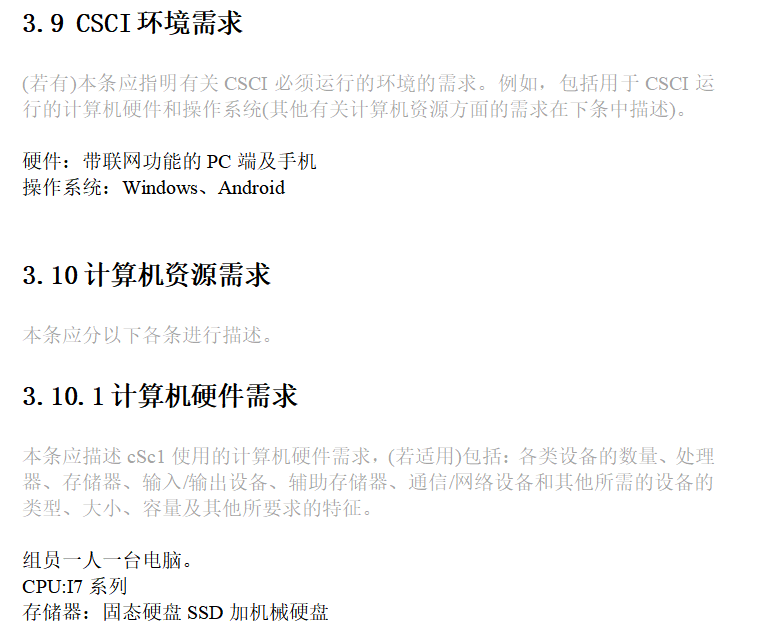 3.9 CSCI 环境需求
(若有)本条应指明有关 CSCI 必须运行的环境的需求。例如，包括用于 CSCI 运
行的计算机硬件和操作系统(其他有关计算机资源方面的需求在下条中描述)。
硬件：带联网功能的 PC 端及手机
操作系统：Windows、Android
3.10 计算机资源需求
本条应分以下各条进行描述。
3.10.1 计算机硬件需求
本条应描述 cSc1 使用的计算机硬件需求，(若适用)包括：各类设备的数量、处理
器、存储器、输入/输出设备、辅助存储器、通信/网络设备和其他所需的设备的
类型、大小、容量及其他所要求的特征。
组员一人一台电脑。
CPU:I7 系列
存储器：固态硬盘 SSD 加机械硬盘